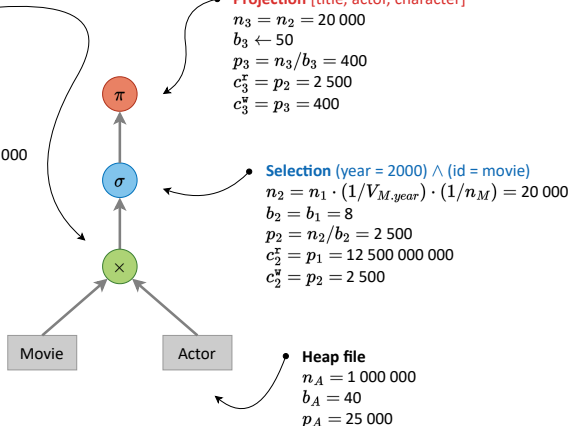 Projection [title, actor, character]
n₃ = n₂ = 20 000
b₃ ← 50
p₃ = n₃/b₃ = 400
c₃ʳ = p₂ = 2 500
c₃ʷ = p₃ = 400
π
000
σ
Selection (year = 2000) ∧ (id = movie)
n₂ = n₁ · (1/V_{M.year}) · (1/n_M) = 20 000
b₂ = b₁ = 8
p₂ = n₂/b₂ = 2 500
c₂ʳ = p₁ = 12 500 000 000
c₂ʷ = p₂ = 2 500
×
Movie
Actor
Heap file
n_A = 1 000 000
b_A = 40
p_A = 25 000